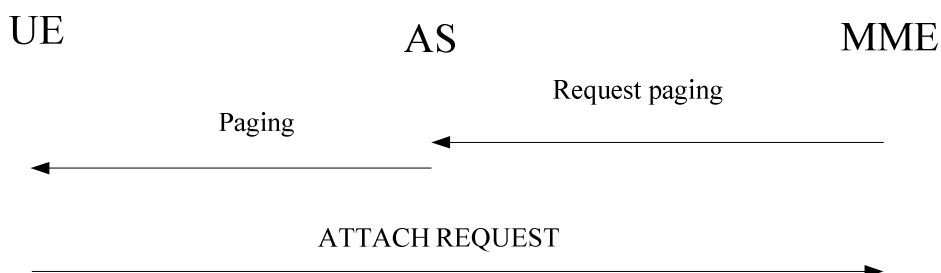 UE
AS
MME
Request paging
Paging
ATTACH REQUEST